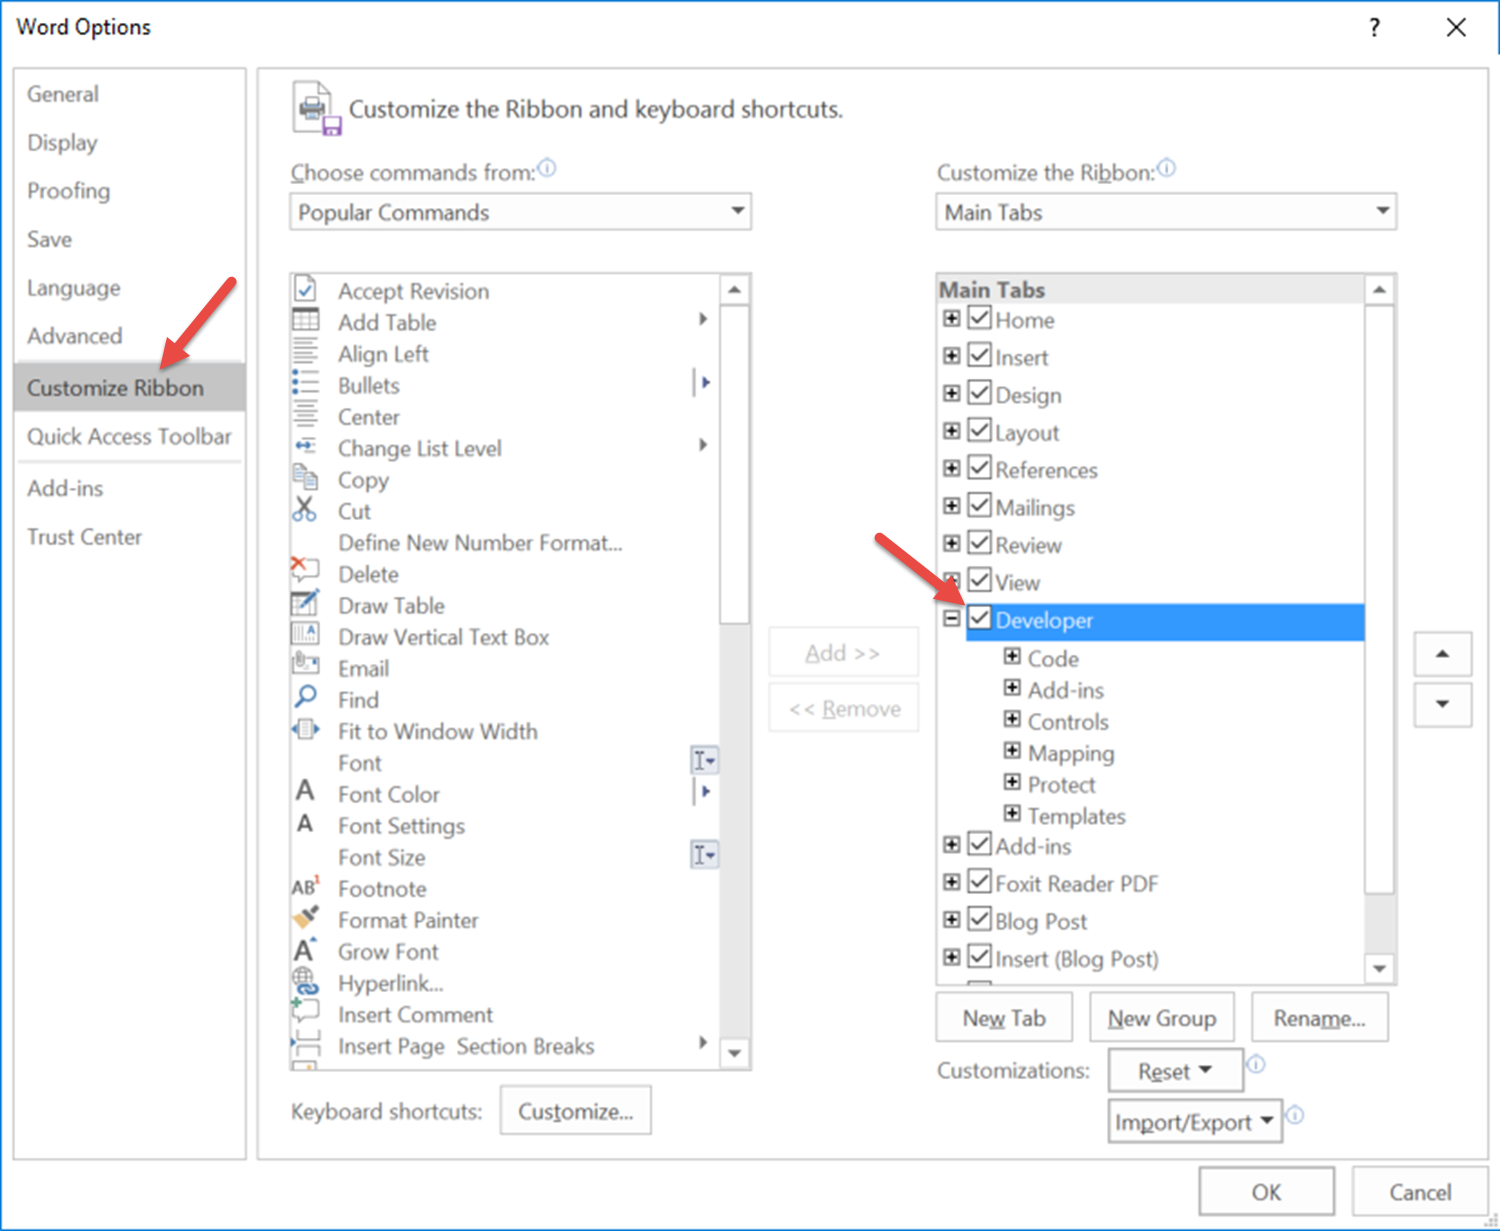 Word Options
?
General
Display
Proofing
Save
Language
Advanced
Customize Ribbon
Quick Access Toolbar
Add-ins
Trust Center
Customize the Ribbon and keyboard shortcuts.
Choose commands from:
Popular Commands
Accept Revision
Add Table
Align Left
Bullets
Center
Change List Level
Copy
Cut
Define New Number Format...
Delete
Draw Table
Draw Vertical Text Box
Email
Find
Fit to Window Width
Font
Font Color
Font Settings
Font Size
Footnote
Format Painter
Grow Font
Hyperlink...
Insert Comment
Insert Page  Section Breaks
Keyboard shortcuts:
Customize...
Add >>
<< Remove
Customize the Ribbon:
Main Tabs
Main Tabs
Home
Insert
Design
Layout
References
Mailings
Review
View
Developer
Code
Add-ins
Controls
Mapping
Protect
Templates
Add-ins
Foxit Reader PDF
Blog Post
Insert (Blog Post)
New Tab
New Group
Rename...
Customizations:
Reset
Import/Export
OK
Cancel